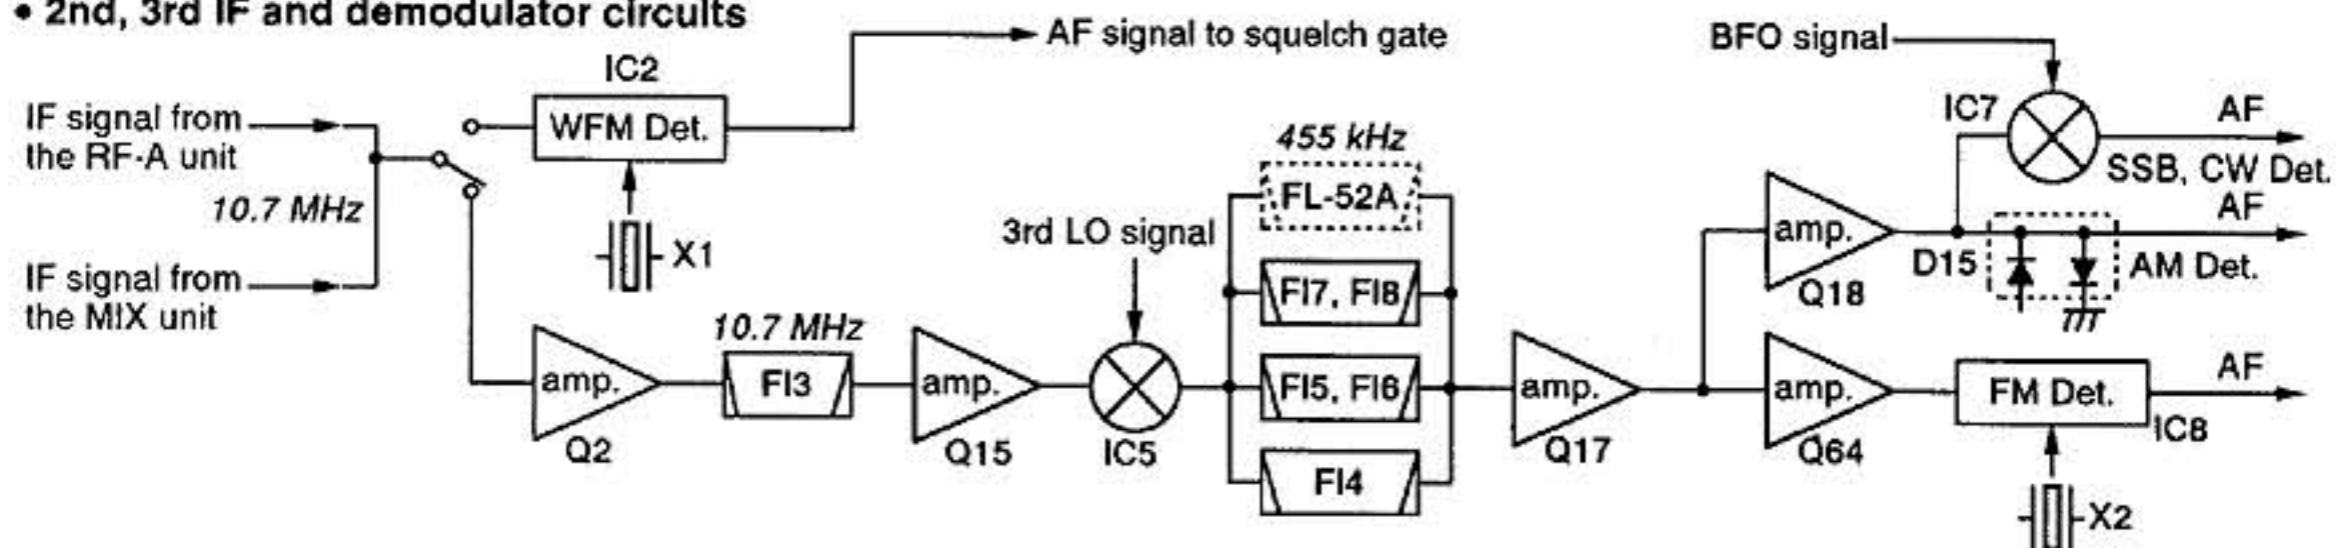 • 2nd, 3rd IF and demodulator circuits
AF signal to squelch gate
BFO signal
IC2
WFM Det.
IF signal from
the RF-A unit
10.7 MHz
IF signal from
the MIX unit
X1
3rd LO signal
455 kHz
FL-52A
FI7, FI8
FI5, FI6
FI4
amp.
Q2
10.7 MHz
FI3
amp.
Q15
IC5
amp.
Q17
IC7
AF
SSB, CW Det.
amp.
Q18
AF
D15
AM Det.
amp.
Q64
FM Det.
IC8
AF
X2